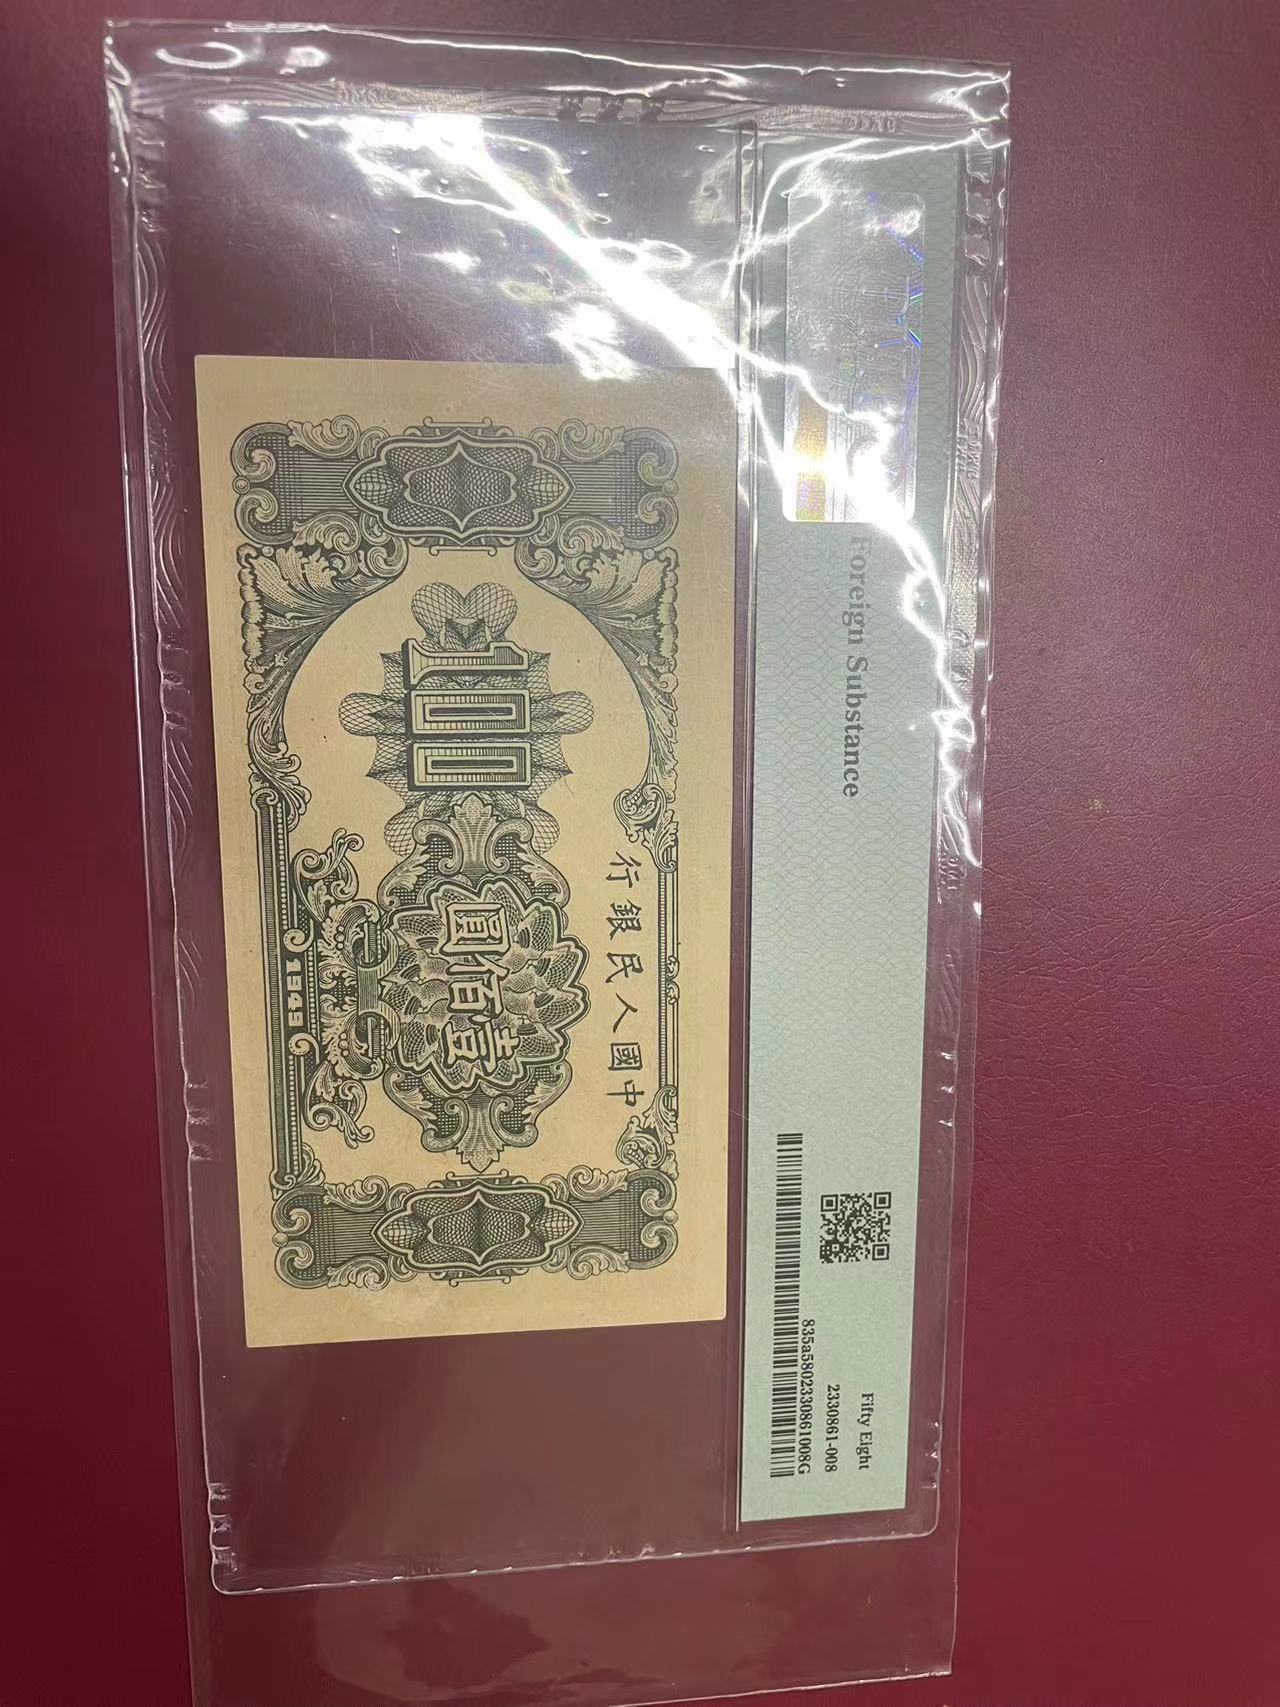 Foreign Substance
Fifty Eight
2330861-008
835a5802330861008G
中國人民銀行
100
壹佰圓
1949